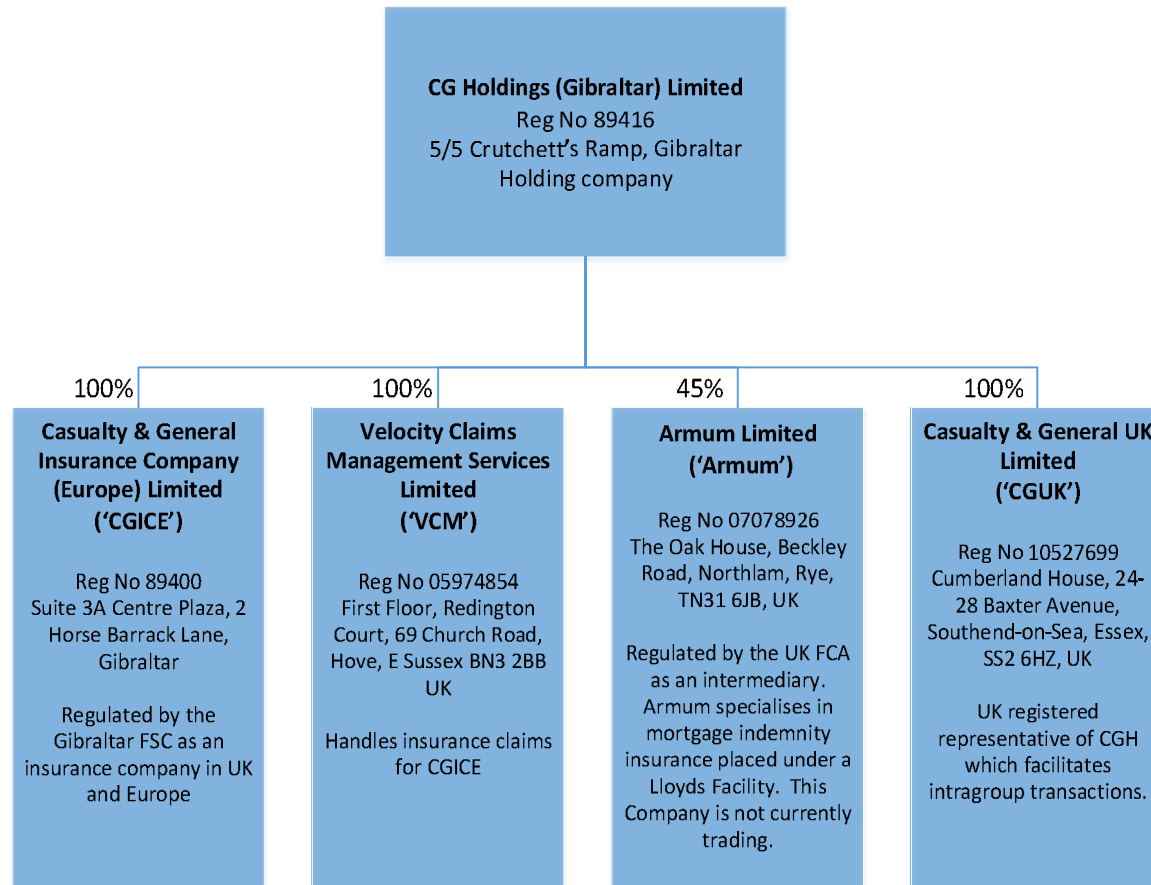 CG Holdings (Gibraltar) Limited
Reg No 89416
5/5 Crutchett's Ramp, Gibraltar
Holding company
100%
100%
45%
100%
Casualty & General
Insurance Company
(Europe) Limited
('CGICE')
Reg No 89400
Suite 3A Centre Plaza, 2
Horse Barrack Lane,
Gibraltar
Regulated by the
Gibraltar FSC as an
insurance company in UK
and Europe
Velocity Claims
Management Services
Limited
('VCM')
Reg No 05974854
First Floor, Redington
Court, 69 Church Road,
Hove, E Sussex BN3 2BB
UK
Handles insurance claims
for CGICE
Armum Limited
('Armum')
Reg No 07078926
The Oak House, Beckley
Road, Northlam, Rye,
TN31 6JB, UK
Regulated by the UK FCA
as an intermediary.
Armum specialises in
mortgage indemnity
insurance placed under a
Lloyds Facility.  This
Company is not currently
trading.
Casualty & General UK
Limited
('CGUK')
Reg No 10527699
Cumberland House, 24-
28 Baxter Avenue,
Southend-on-Sea, Essex,
SS2 6HZ, UK
UK registered
representative of CGH
which facilitates
intragroup transactions.